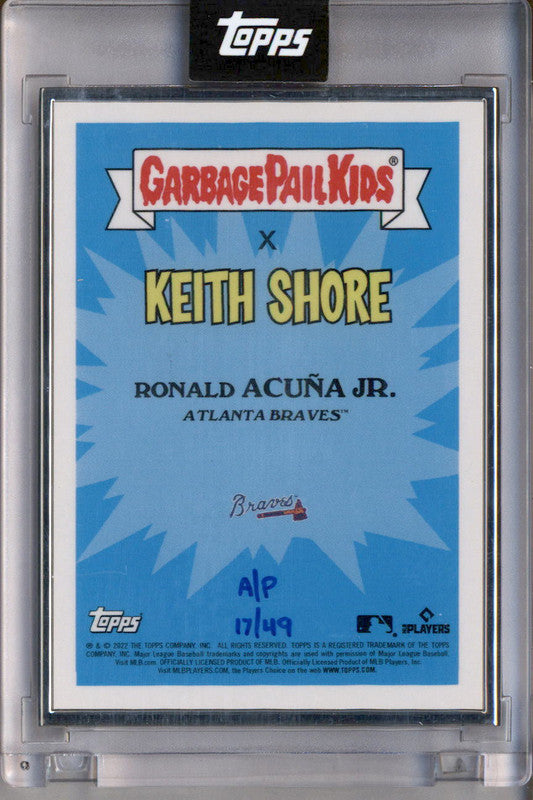 Topps
GARBAGE PAIL KIDS®
X
KEITH SHORE
RONALD ACUÑA JR.
ATLANTA BRAVES™
Braves
A/P
17/49
Topps
MLB PLAYERS
® & © 2022 THE TOPPS COMPANY, INC. ALL RIGHTS RESERVED. TOPPS IS A REGISTERED TRADEMARK OF THE TOPPS
COMPANY, INC. Major League Baseball trademarks and copyrights are used with permission of Major League Baseball.
Visit MLB.com. OFFICIALLY LICENSED PRODUCT OF MLB. Officially Licensed Product of MLB Players, Inc.
Visit MLBPLAYERS.COM, the Players Choice on the web WWW.TOPPS.COM.